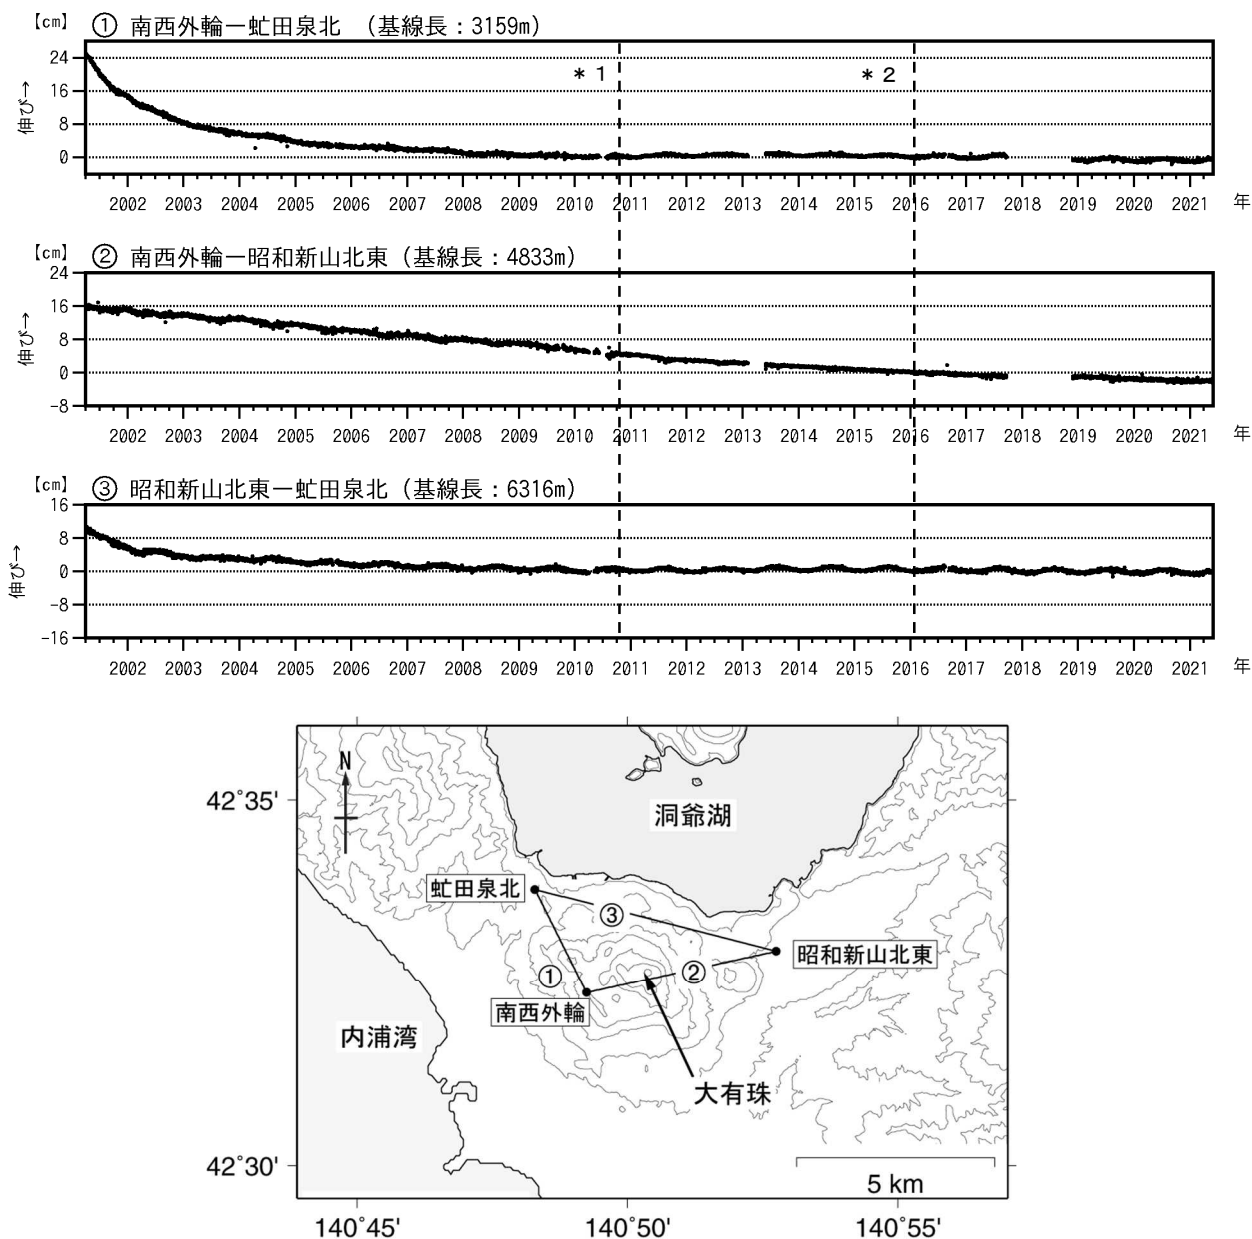 【cm】 ① 南西外輪ー虻田泉北 （基線長：3159m）
24
＊1 ＊2
16
伸び→
8
0
2002 2003 2004 2005 2006 2007 2008 2009 2010 2011 2012 2013 2014 2015 2016 2017 2018 2019 2020 2021 年
【cm】 ② 南西外輪ー昭和新山北東（基線長：4833m）
24
16
伸び→
8
0
-8
2002 2003 2004 2005 2006 2007 2008 2009 2010 2011 2012 2013 2014 2015 2016 2017 2018 2019 2020 2021 年
【cm】 ③ 昭和新山北東ー虻田泉北（基線長：6316m）
16
8
伸び→
0
-8
-16
2002 2003 2004 2005 2006 2007 2008 2009 2010 2011 2012 2013 2014 2015 2016 2017 2018 2019 2020 2021 年
N
42˚35'
洞爺湖
虻田泉北
③
昭和新山北東
① ②
南西外輪
内浦湾
大有珠
42˚30'
5 km
140˚45' 140˚50' 140˚55'